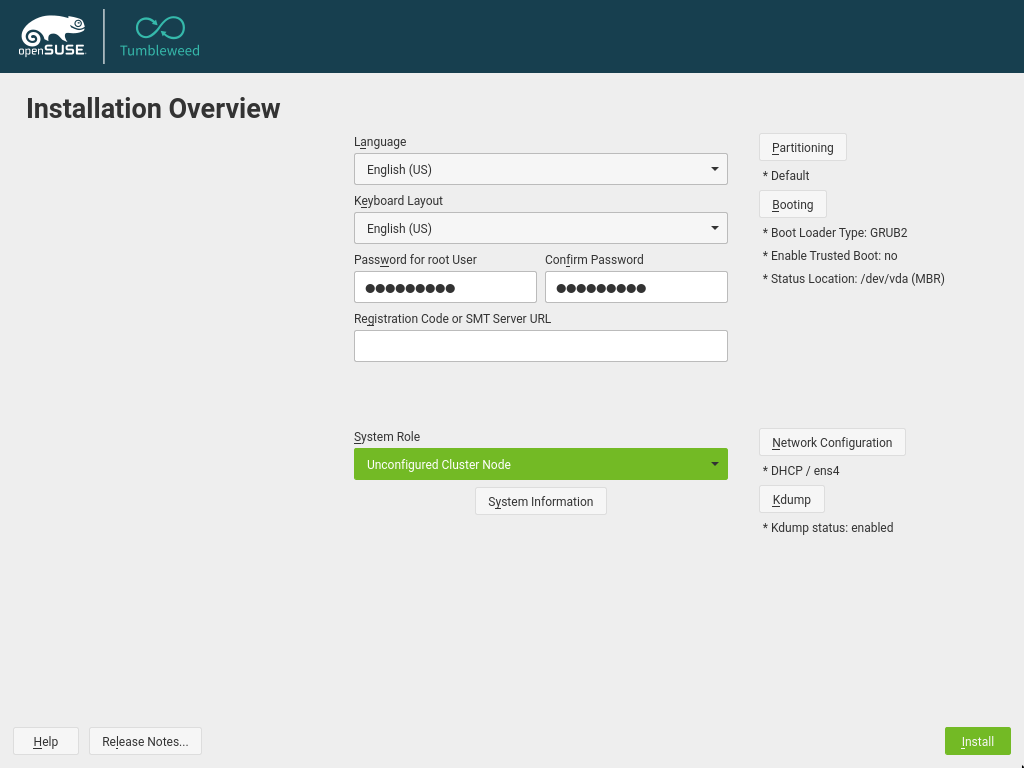 openSUSE
Tumbleweed
Installation Overview
Language
English (US)
Keyboard Layout
English (US)
Password for root User
Confirm Password
●●●●●●●●●
●●●●●●●●●
Registration Code or SMT Server URL
System Role
Unconfigured Cluster Node
System Information
Partitioning
* Default
Booting
* Boot Loader Type: GRUB2
* Enable Trusted Boot: no
* Status Location: /dev/vda (MBR)
Network Configuration
* DHCP / ens4
Kdump
* Kdump status: enabled
Help
Release Notes...
Install